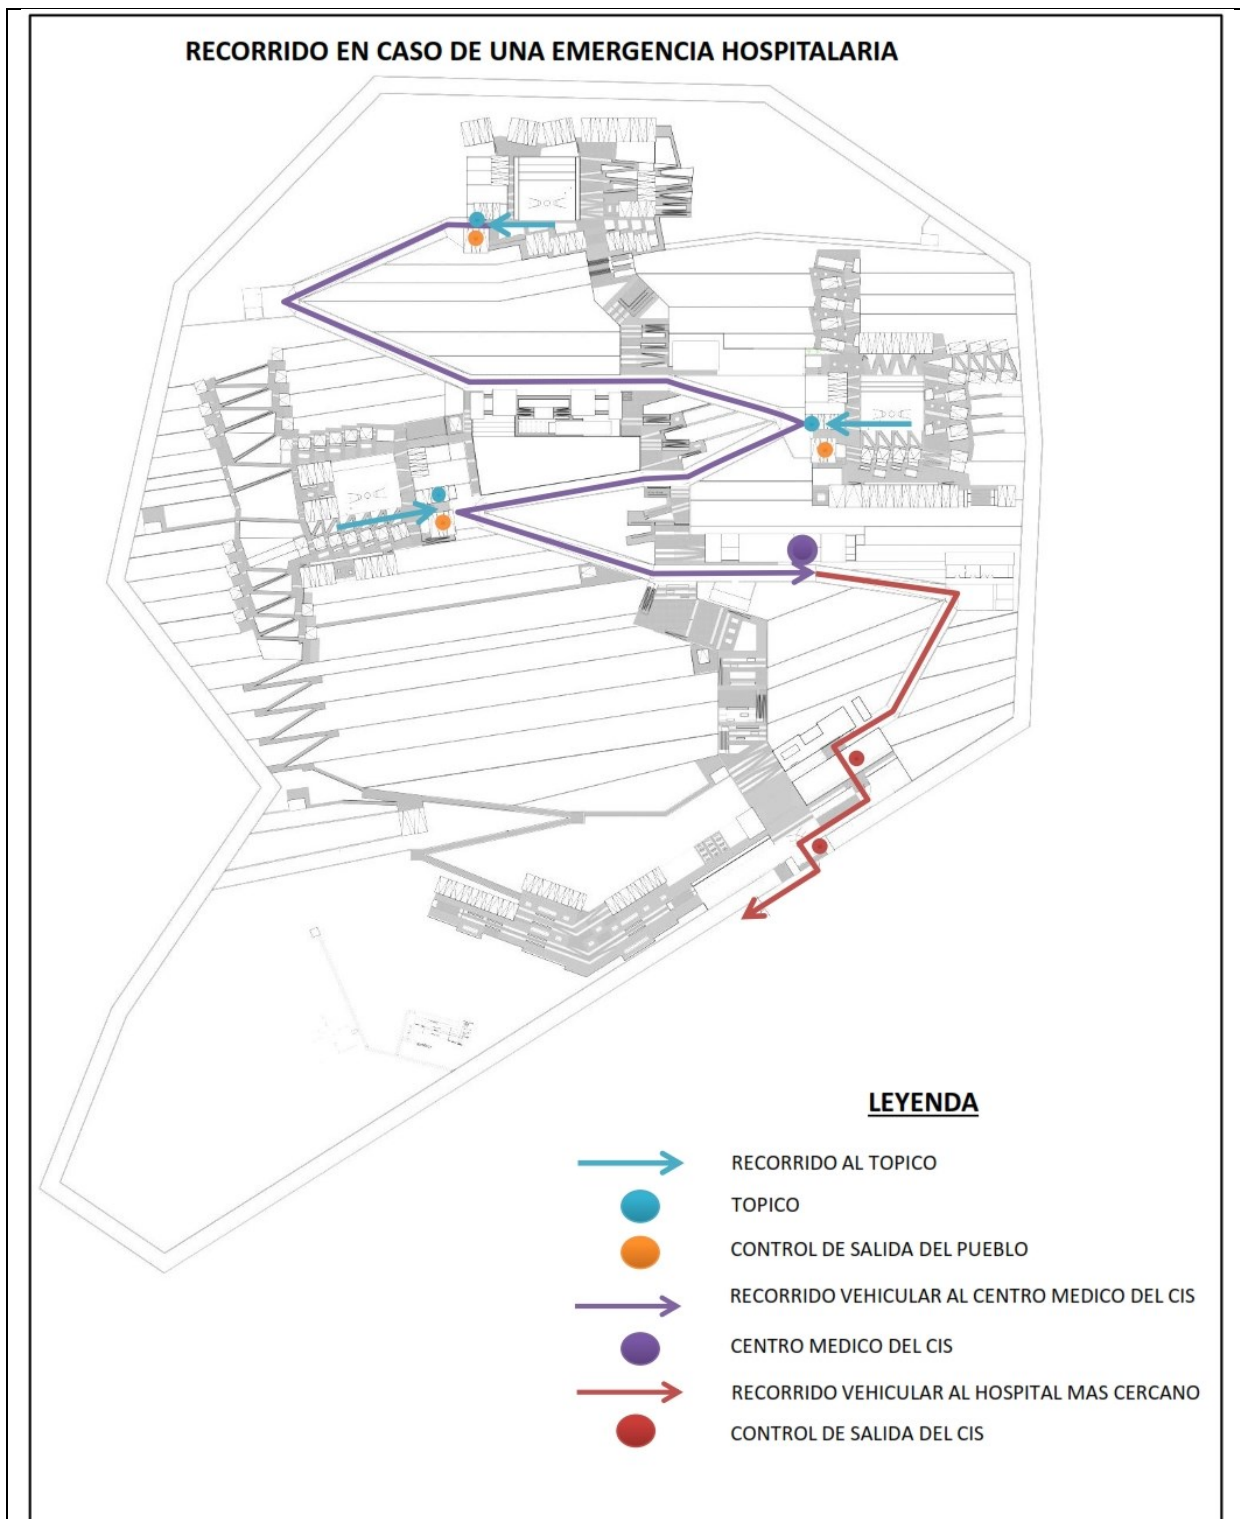 RECORRIDO EN CASO DE UNA EMERGENCIA HOSPITALARIA
LEYENDA
RECORRIDO AL TOPICO
TOPICO
CONTROL DE SALIDA DEL PUEBLO
RECORRIDO VEHICULAR AL CENTRO MEDICO DEL CIS
CENTRO MEDICO DEL CIS
RECORRIDO VEHICULAR AL HOSPITAL MAS CERCANO
CONTROL DE SALIDA DEL CIS